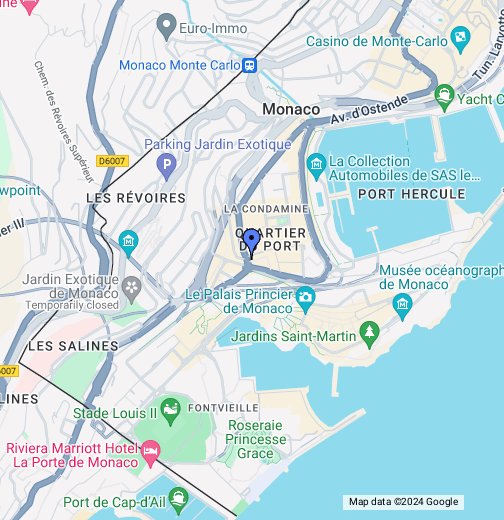 ine
Euro-Immo
Casino de Monte-Carlo
Tun. Larvotto
Monaco Monte Carlo
Monaco
Av. d'Ostende
Yacht C
Chem. des Révoires Supérieur
D6007
Parking Jardin Exotique
La Collection
Automobiles de SAS le...
PORT HERCULE
ewpoint
LES RÉVOIRES
LA CONDAMINE
QUARTIER
DU PORT
ier II
Jardin Exotique
de Monaco
Temporarily closed
Musée océanograph
de Monaco
Le Palais Princier
de Monaco
Jardins Saint-Martin
LES SALINES
6007
LINES
Stade Louis II
FONTVIEILLE
Roseraie
Princesse
Grace
Riviera Marriott Hotel
La Porte de Monaco
Port de Cap-d'Ail
Map data ©2024 Google